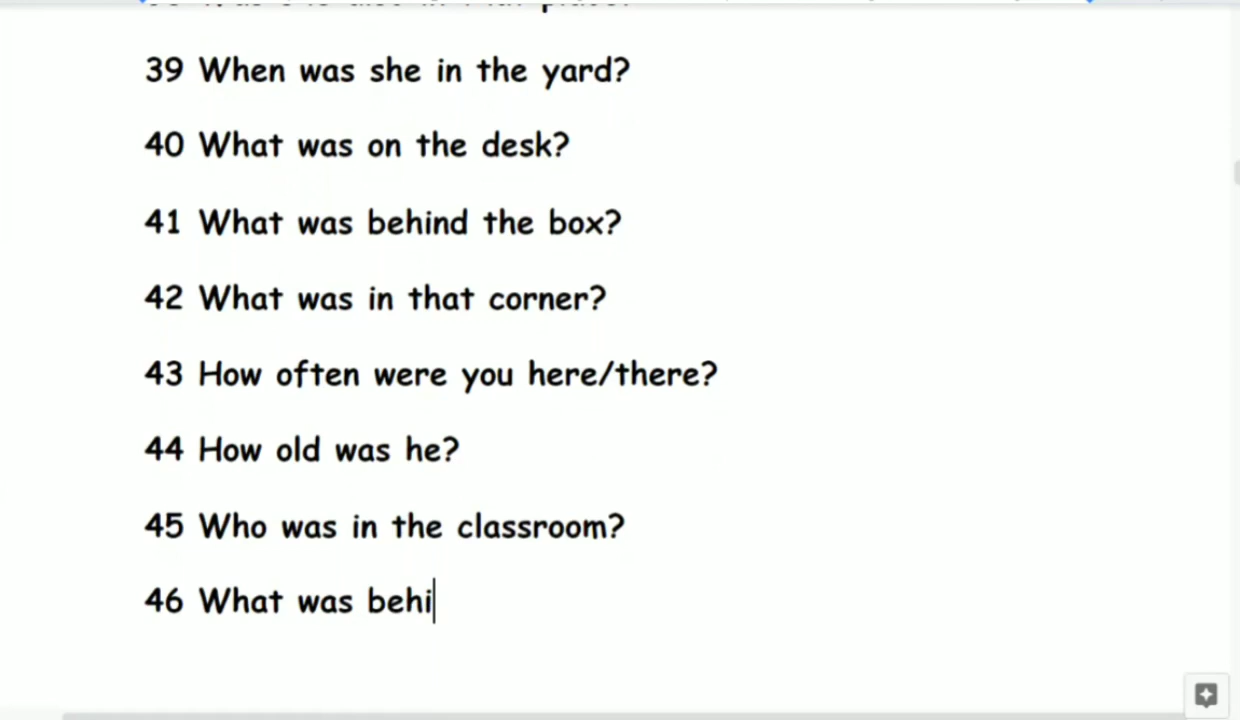 39 When was she in the yard?
40 What was on the desk?
41 What was behind the box?
42 What was in that corner?
43 How often were you here/there?
44 How old was he?
45 Who was in the classroom?
46 What was behi